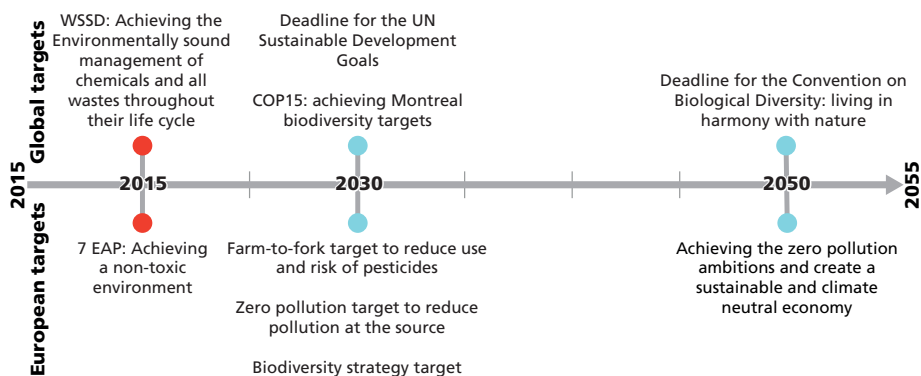 Global targets
WSSD: Achieving the
Environmentally sound
management of
chemicals and all
wastes throughout
their life cycle
Deadline for the UN
Sustainable Development
Goals
COP15: achieving Montreal
biodiversity targets
Deadline for the Convention on
Biological Diversity: living in
harmony with nature
2015
2015
2030
2050
2055
European targets
7 EAP: Achieving
a non-toxic
environment
Farm-to-fork target to reduce use
and risk of pesticides
Zero pollution target to reduce
pollution at the source
Biodiversity strategy target
Achieving the zero pollution
ambitions and create a
sustainable and climate
neutral economy